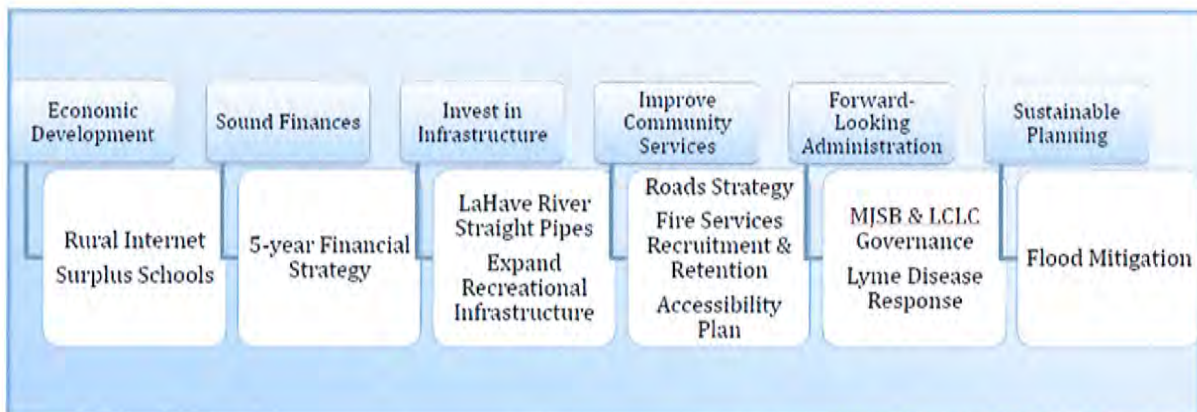 Economic
Development
Rural Internet
Surplus Schools
Sound Finances
5-year Financial
Strategy
Invest in
Infrastructure
LaHave River
Straight Pipes
Expand
Recreational
Infrastructure
Improve
Community
Services
Roads Strategy
Fire Services
Recruitment &
Retention
Accessibility
Plan
Forward-
Looking
Administration
MJSB & LCLC
Governance
Lyme Disease
Response
Sustainable
Planning
Flood Mitigation